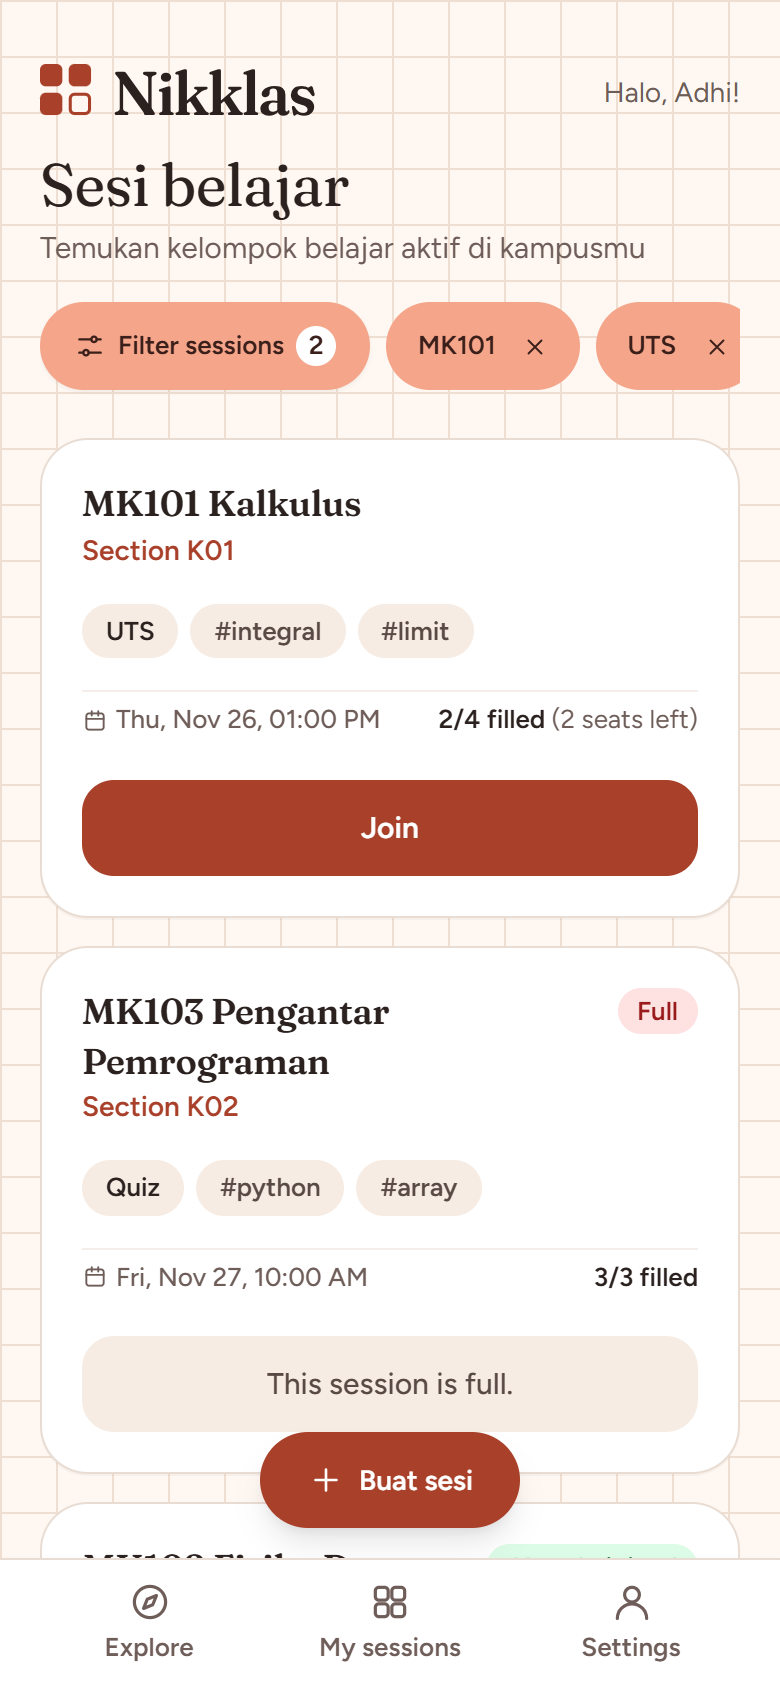 Nikklas
Halo, Adhi!
Sesi belajar
Temukan kelompok belajar aktif di kampusmu
Filter sessions 2
MK101 ×
UTS ×
MK101 Kalkulus
Section K01
UTS #integral #limit
Thu, Nov 26, 01:00 PM
2/4 filled (2 seats left)
Join
MK103 Pengantar
Pemrograman
Full
Section K02
Quiz #python #array
Fri, Nov 27, 10:00 AM
3/3 filled
This session is full.
+ Buat sesi
Explore
My sessions
Settings